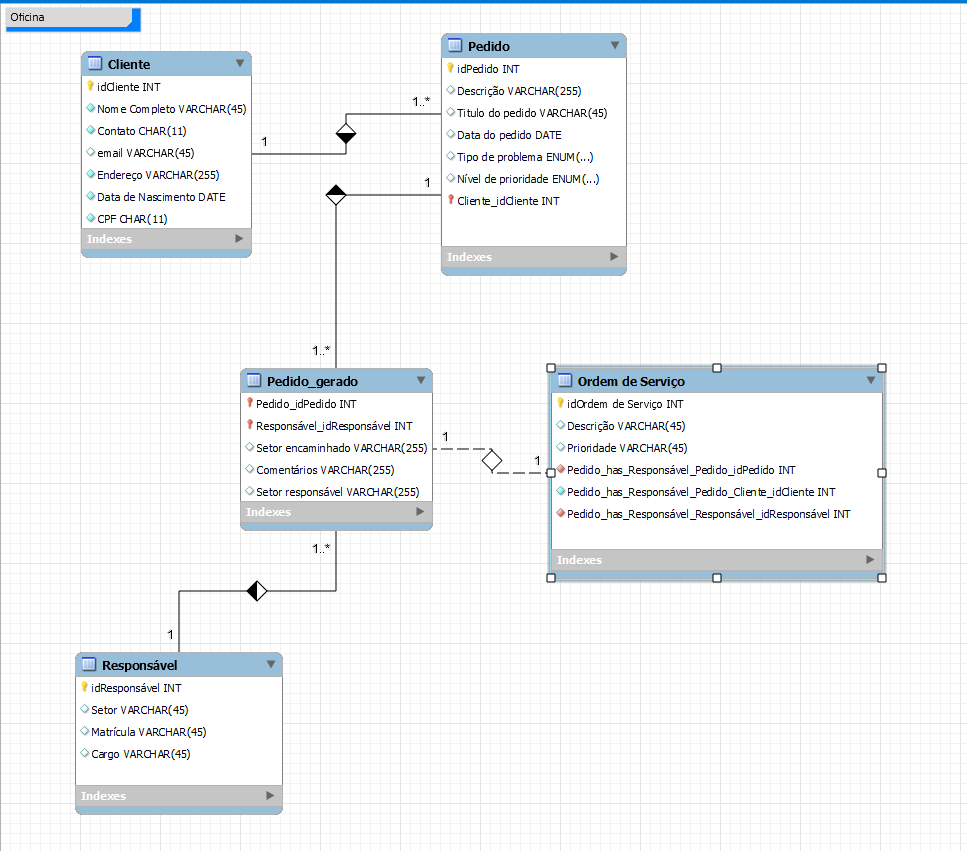 Oficina
Cliente
idCliente INT
Nome Completo VARCHAR(45)
Contato CHAR(11)
email VARCHAR(45)
Endereço VARCHAR(255)
Data de Nascimento DATE
CPF CHAR(11)
Indexes
1
1..*
Pedido
idPedido INT
Descrição VARCHAR(255)
Titulo do pedido VARCHAR(45)
Data do pedido DATE
Tipo de problema ENUM(...)
Nível de prioridade ENUM(...)
Cliente_idCliente INT
Indexes
1
1..*
Pedido_gerado
Pedido_idPedido INT
Responsável_idResponsável INT
Setor encaminhado VARCHAR(255)
Comentários VARCHAR(255)
Setor responsável VARCHAR(255)
Indexes
1
1
Ordem de Serviço
idOrdem de Serviço INT
Descrição VARCHAR(45)
Prioridade VARCHAR(45)
Pedido_has_Responsável_Pedido_idPedido INT
Pedido_has_Responsável_Pedido_Cliente_idCliente INT
Pedido_has_Responsável_Responsável_idResponsável INT
Indexes
1..*
1
Responsável
idResponsável INT
Setor VARCHAR(45)
Matrícula VARCHAR(45)
Cargo VARCHAR(45)
Indexes